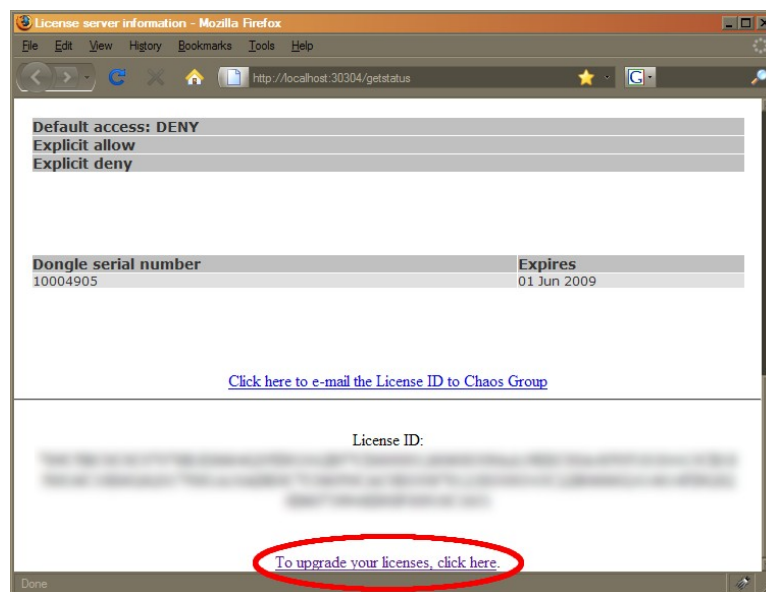 License server information - Mozilla Firefox
File Edit View History Bookmarks Tools Help
http://localhost:30304/getstatus
G
Default access: DENY
Explicit allow
Explicit deny
Dongle serial number Expires
10004905 01 Jun 2009
Click here to e-mail the License ID to Chaos Group
License ID:
To upgrade your licenses, click here.
Done